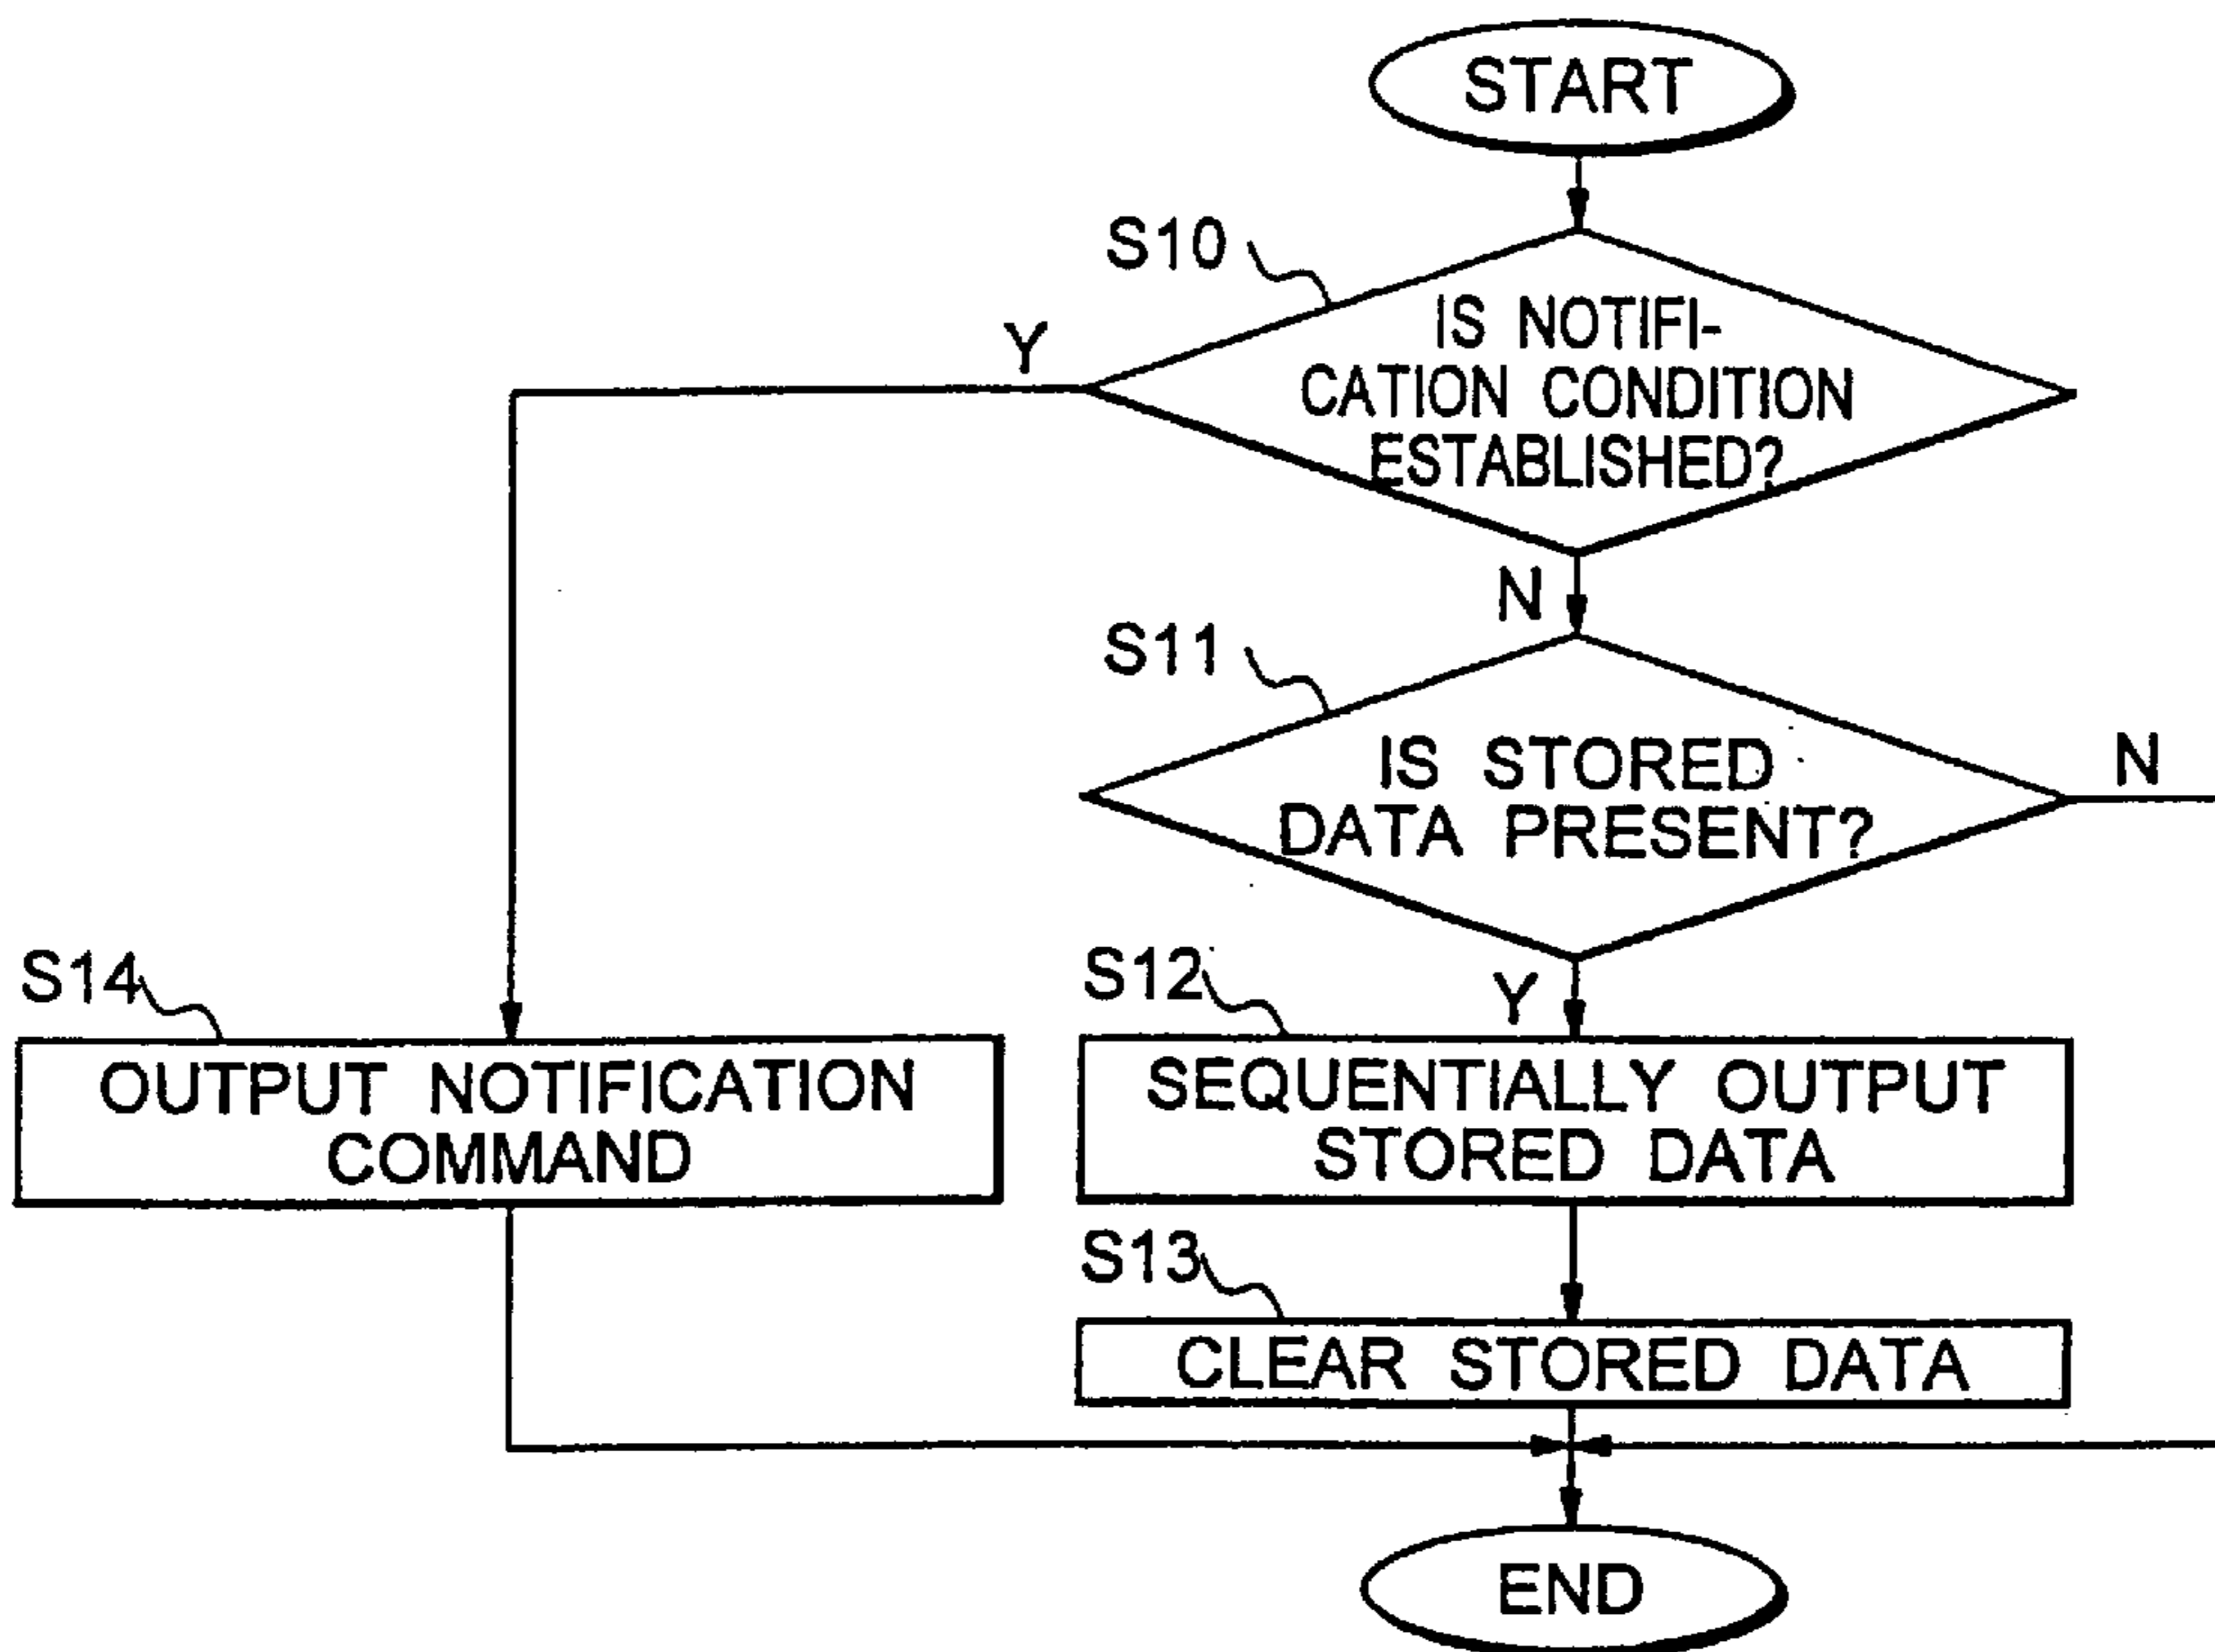 START
S10
Y
IS NOTIFI-
CATION CONDITION
ESTABLISHED?
N
S11
IS STORED
DATA PRESENT?
N
S14
S12
Y
OUTPUT NOTIFICATION
COMMAND
SEQUENTIALLY OUTPUT
STORED DATA
S13
CLEAR STORED DATA
END